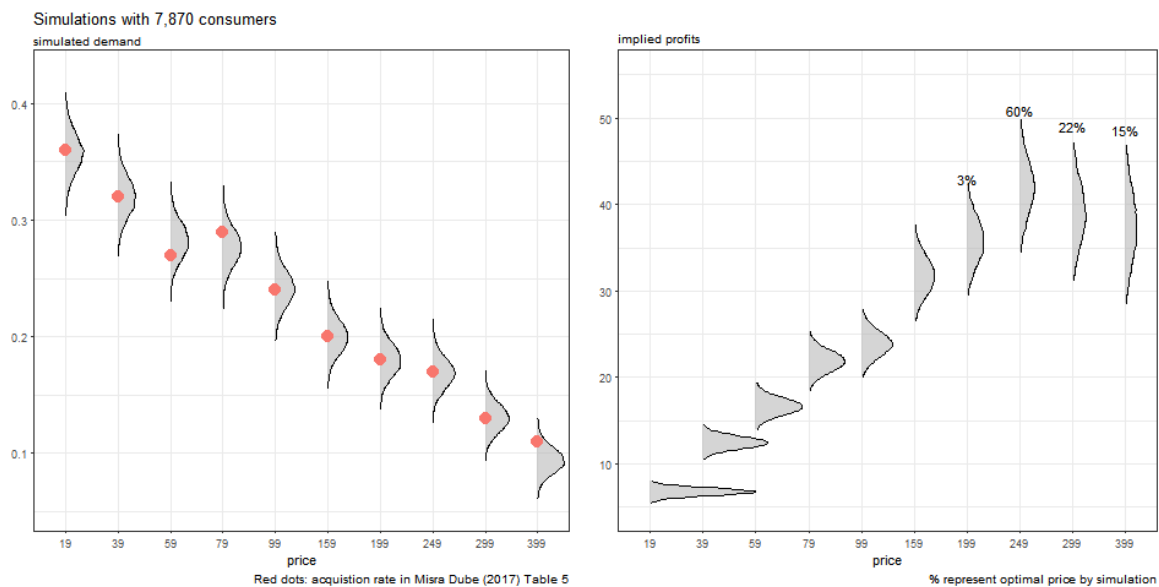 Simulations with 7,870 consumers
simulated demand
0.4
0.3
0.2
0.1
19 39 59 79 99 159 199 249 299 399
price
Red dots: acquistion rate in Misra Dube (2017) Table 5
implied profits
50
40
30
20
10
3% 60% 22% 15%
19 39 59 79 99 159 199 249 299 399
price
% represent optimal price by simulation